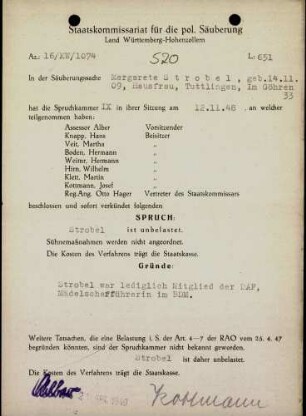 Staatskommissariat für die pol. Säuberung
Land Württemberg-Hohenzollern
Az.: 16/KW/1074
520
L. 651
In der Säuberungssache Margarete Strobel, geb.14.11.
09, Hausfrau, Tuttlingen, Im Göhren
33
hat die Spruchkammer IX in ihrer Sitzung am 12.11.48, an welcher
teilgenommen haben:
Assessor Alber Vorsitzender
Knapp, Hans Beisitzer
Veit, Martha "
Boden, Hermann "
Weiter, Hermann "
Hirn, Wilhelm "
Klett, Martin "
Kottmann, Josef "
Reg.Ang. Otto Hager Vertreter des Staatskommissars
beschlossen und sofort verkündet folgenden
SPRUCH:
Strobel ist unbelastet.
Sühnemaßnahmen werden nicht angeordnet.
Die Kosten des Verfahrens trägt die Staatskasse.
Gründe:
Strobel war lediglich Mitglied der DAF,
Mädelscharführerin im BDM.
Weitere Tatsachen, die eine Belastung i. S. der Art. 4—7 der RAO vom 25. 4. 47
begründen könnten, sind der Spruchkammer nicht bekannt geworden.
Strobel ist daher unbelastet.
Die Kosten des Verfahrens trägt die Staatskasse.
Kottmann